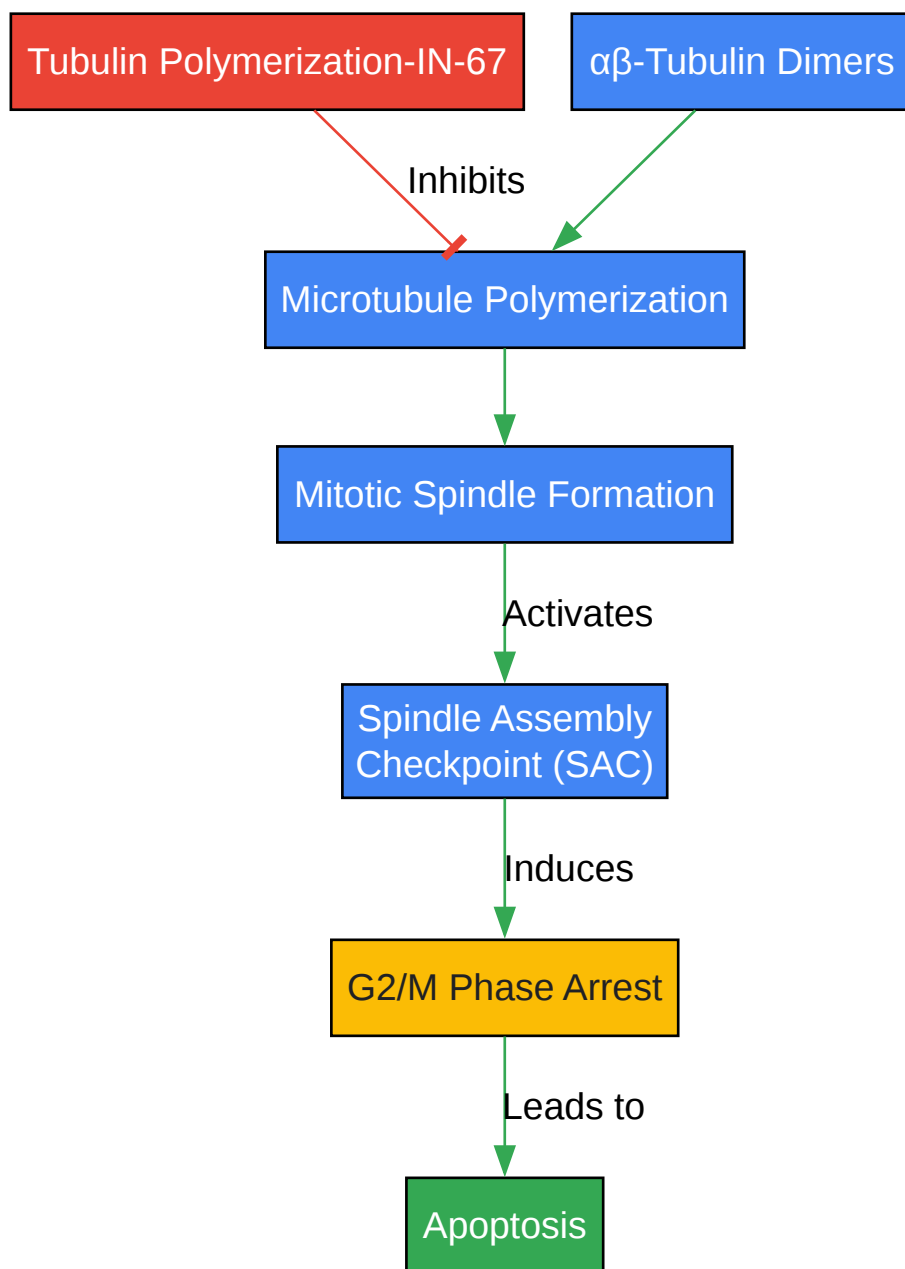 Tubulin Polymerization-IN-67
αβ-Tubulin Dimers
Inhibits
Microtubule Polymerization
Mitotic Spindle Formation
Activates
Spindle Assembly
Checkpoint (SAC)
Induces
G2/M Phase Arrest
Leads to
Apoptosis